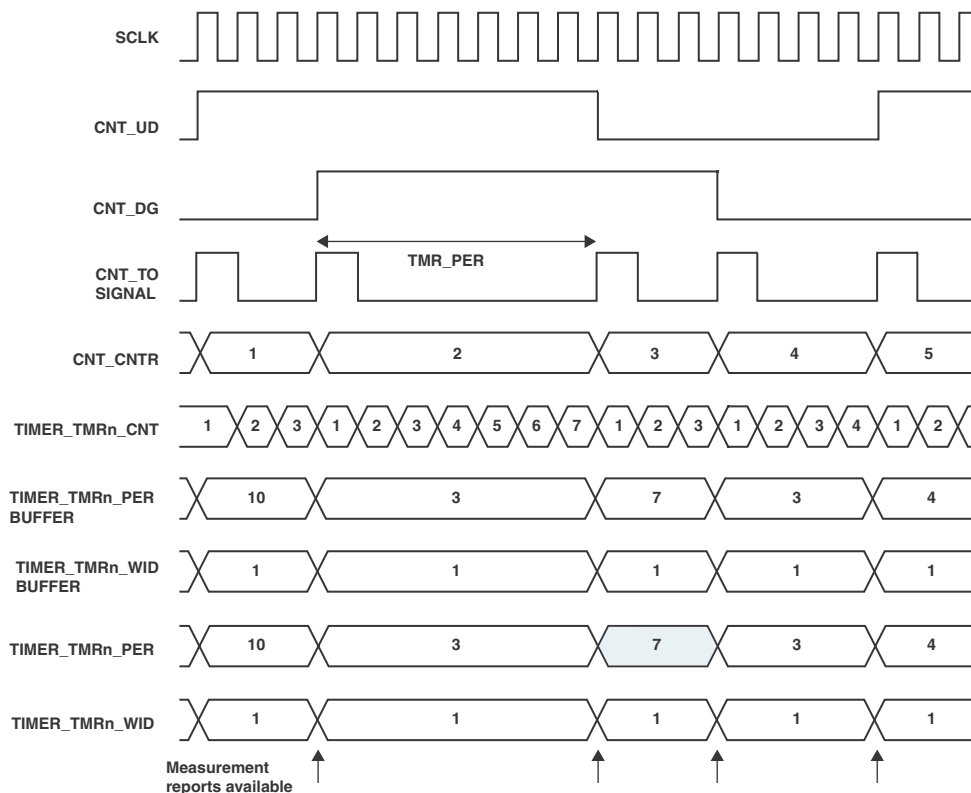 SCLK
CNT_UD
CNT_DG
TMR_PER
CNT_TO
SIGNAL
CNT_CNTR 1 2 3 4 5
TIMER_TMRn_CNT 1 2 3 1 2 3 4 5 6 7 1 2 3 1 2 3 4 1 2
TIMER_TMRn_PER
BUFFER
10 3 7 3 4
TIMER_TMRn_WID
BUFFER
1 1 1 1 1
TIMER_TMRn_PER 10 3 7 3 4
TIMER_TMRn_WID 1 1 1 1 1
Measurement
reports available